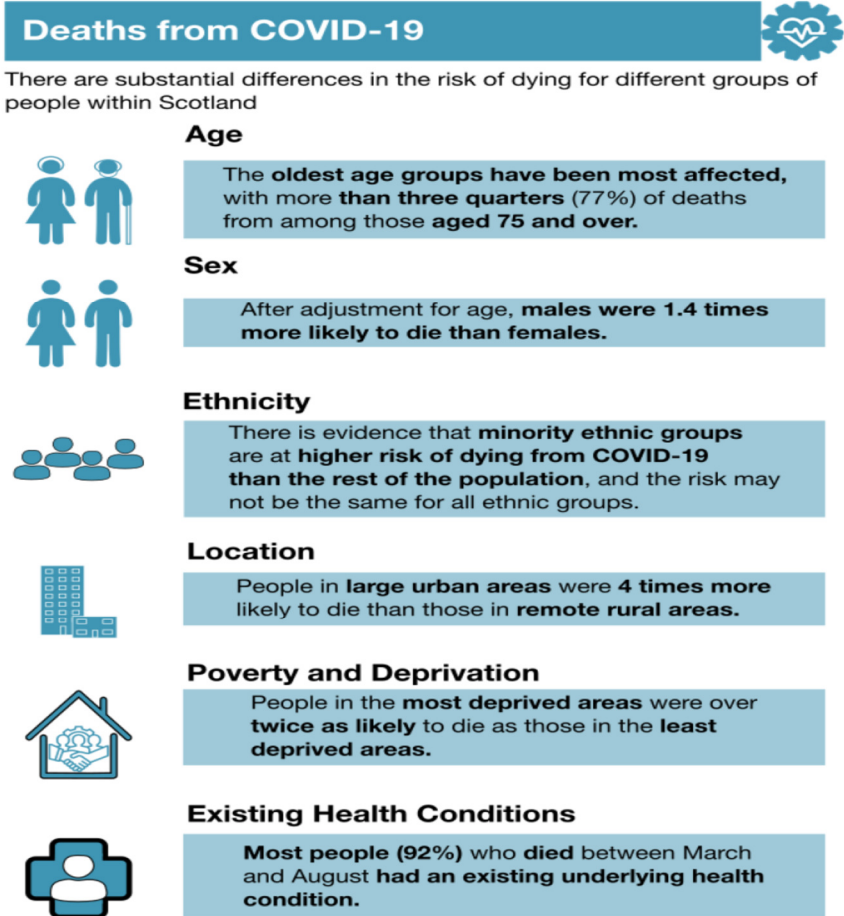 Deaths from COVID-19
There are substantial differences in the risk of dying for different groups of
people within Scotland
Age
The oldest age groups have been most affected,
with more than three quarters (77%) of deaths
from among those aged 75 and over.
Sex
After adjustment for age, males were 1.4 times
more likely to die than females.
Ethnicity
There is evidence that minority ethnic groups
are at higher risk of dying from COVID-19
than the rest of the population, and the risk may
not be the same for all ethnic groups.
Location
People in large urban areas were 4 times more
likely to die than those in remote rural areas.
Poverty and Deprivation
People in the most deprived areas were over
twice as likely to die as those in the least
deprived areas.
Existing Health Conditions
Most people (92%) who died between March
and August had an existing underlying health
condition.